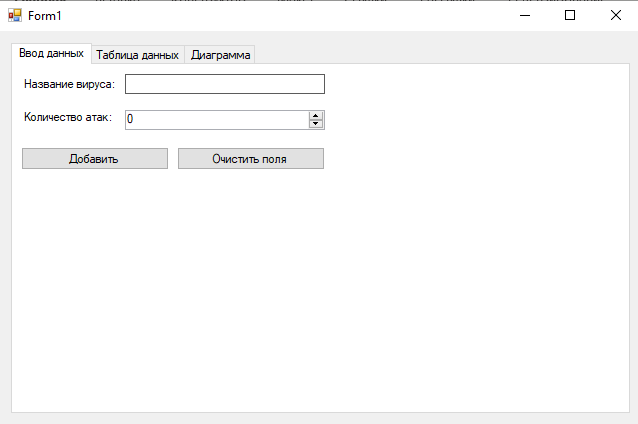 Form1
Ввод данных Таблица данных Диаграмма
Название вируса:
Количество атак: 0
Добавить Очистить поля